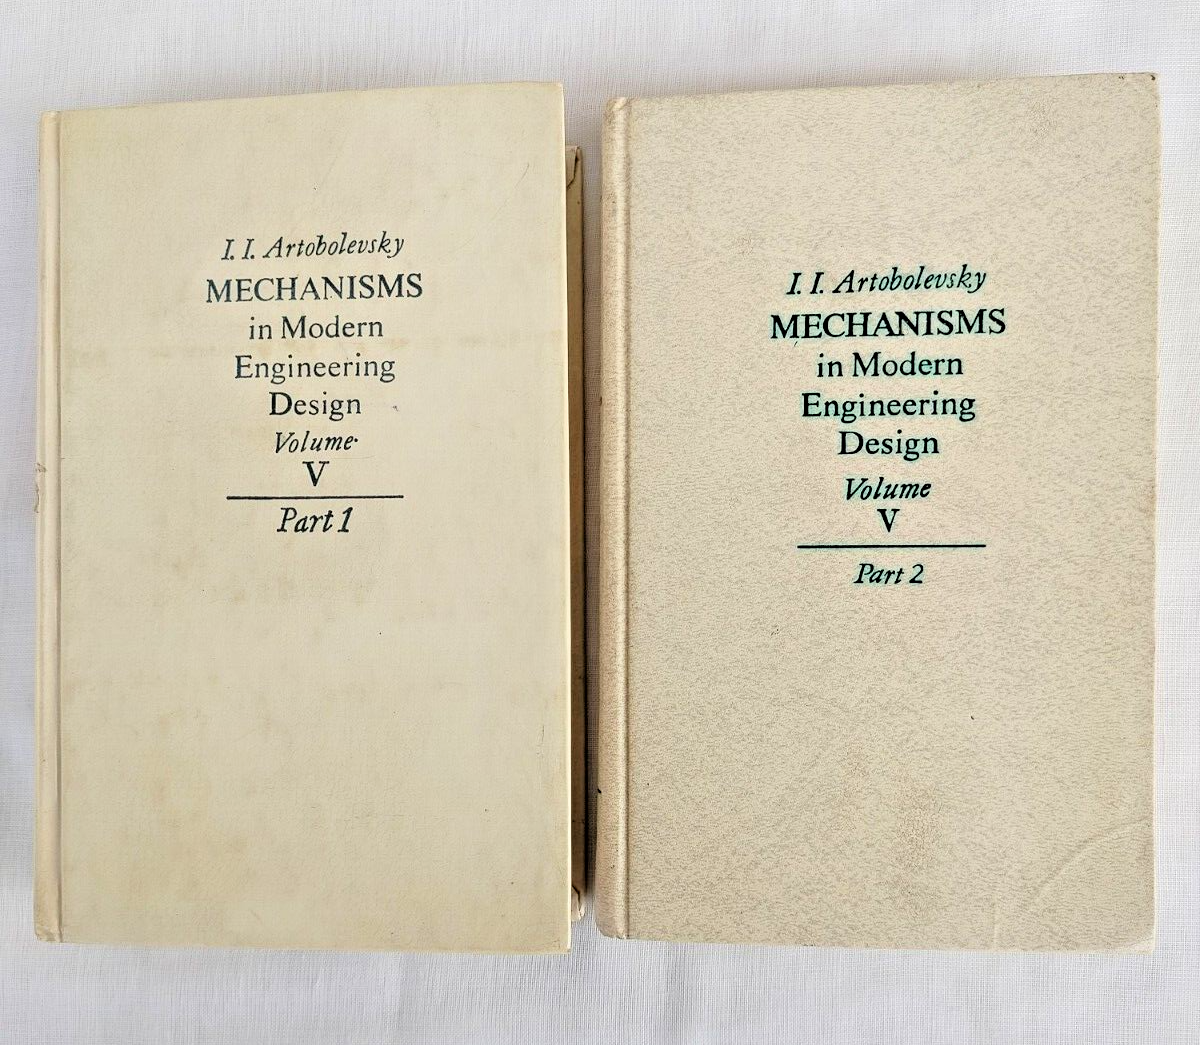 I. I. Artobolevsky
MECHANISMS
in Modern
Engineering
Design
Volume
V
Part 1
I. I. Artobolevsky
MECHANISMS
in Modern
Engineering
Design
Volume
V
Part 2